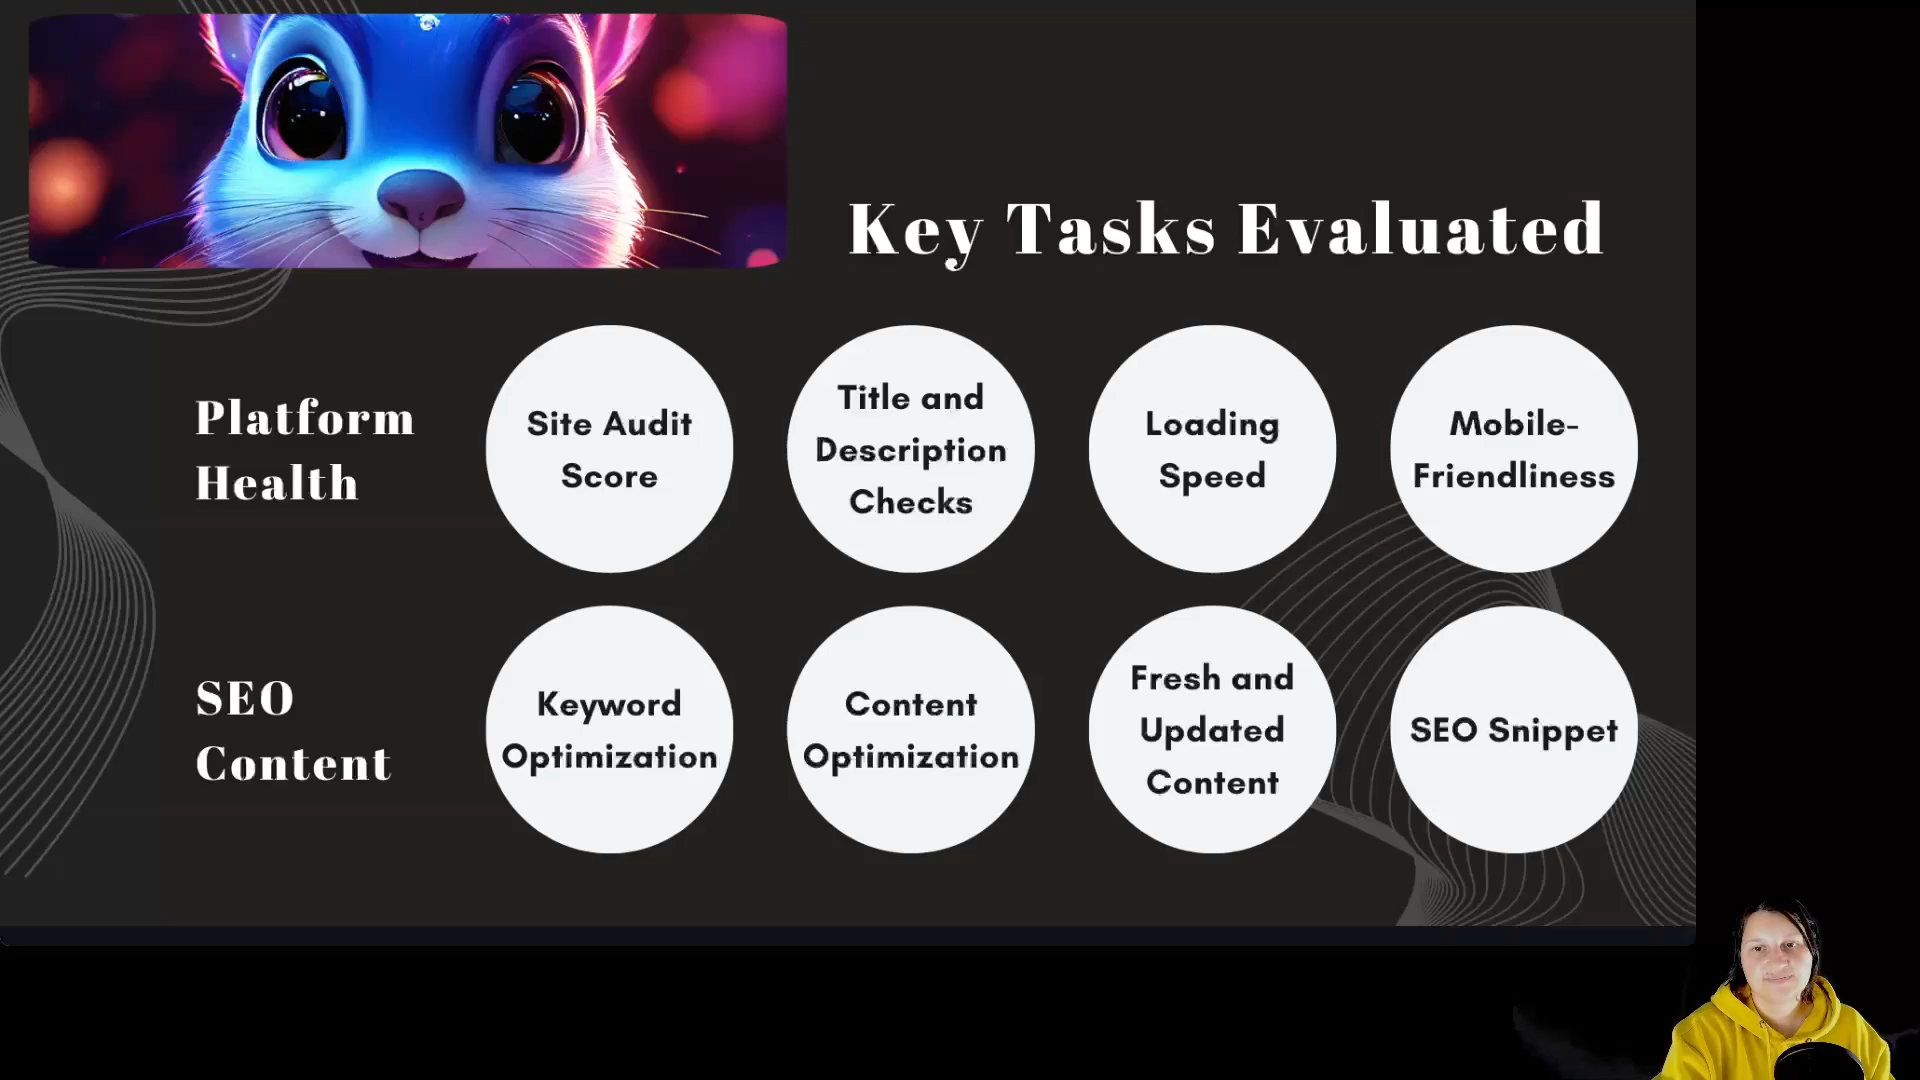 Key Tasks Evaluated
Platform
Health
Site Audit
Score
Title and
Description
Checks
Loading
Speed
Mobile-
Friendliness
SEO
Content
Keyword
Optimization
Content
Optimization
Fresh and
Updated
Content
SEO Snippet